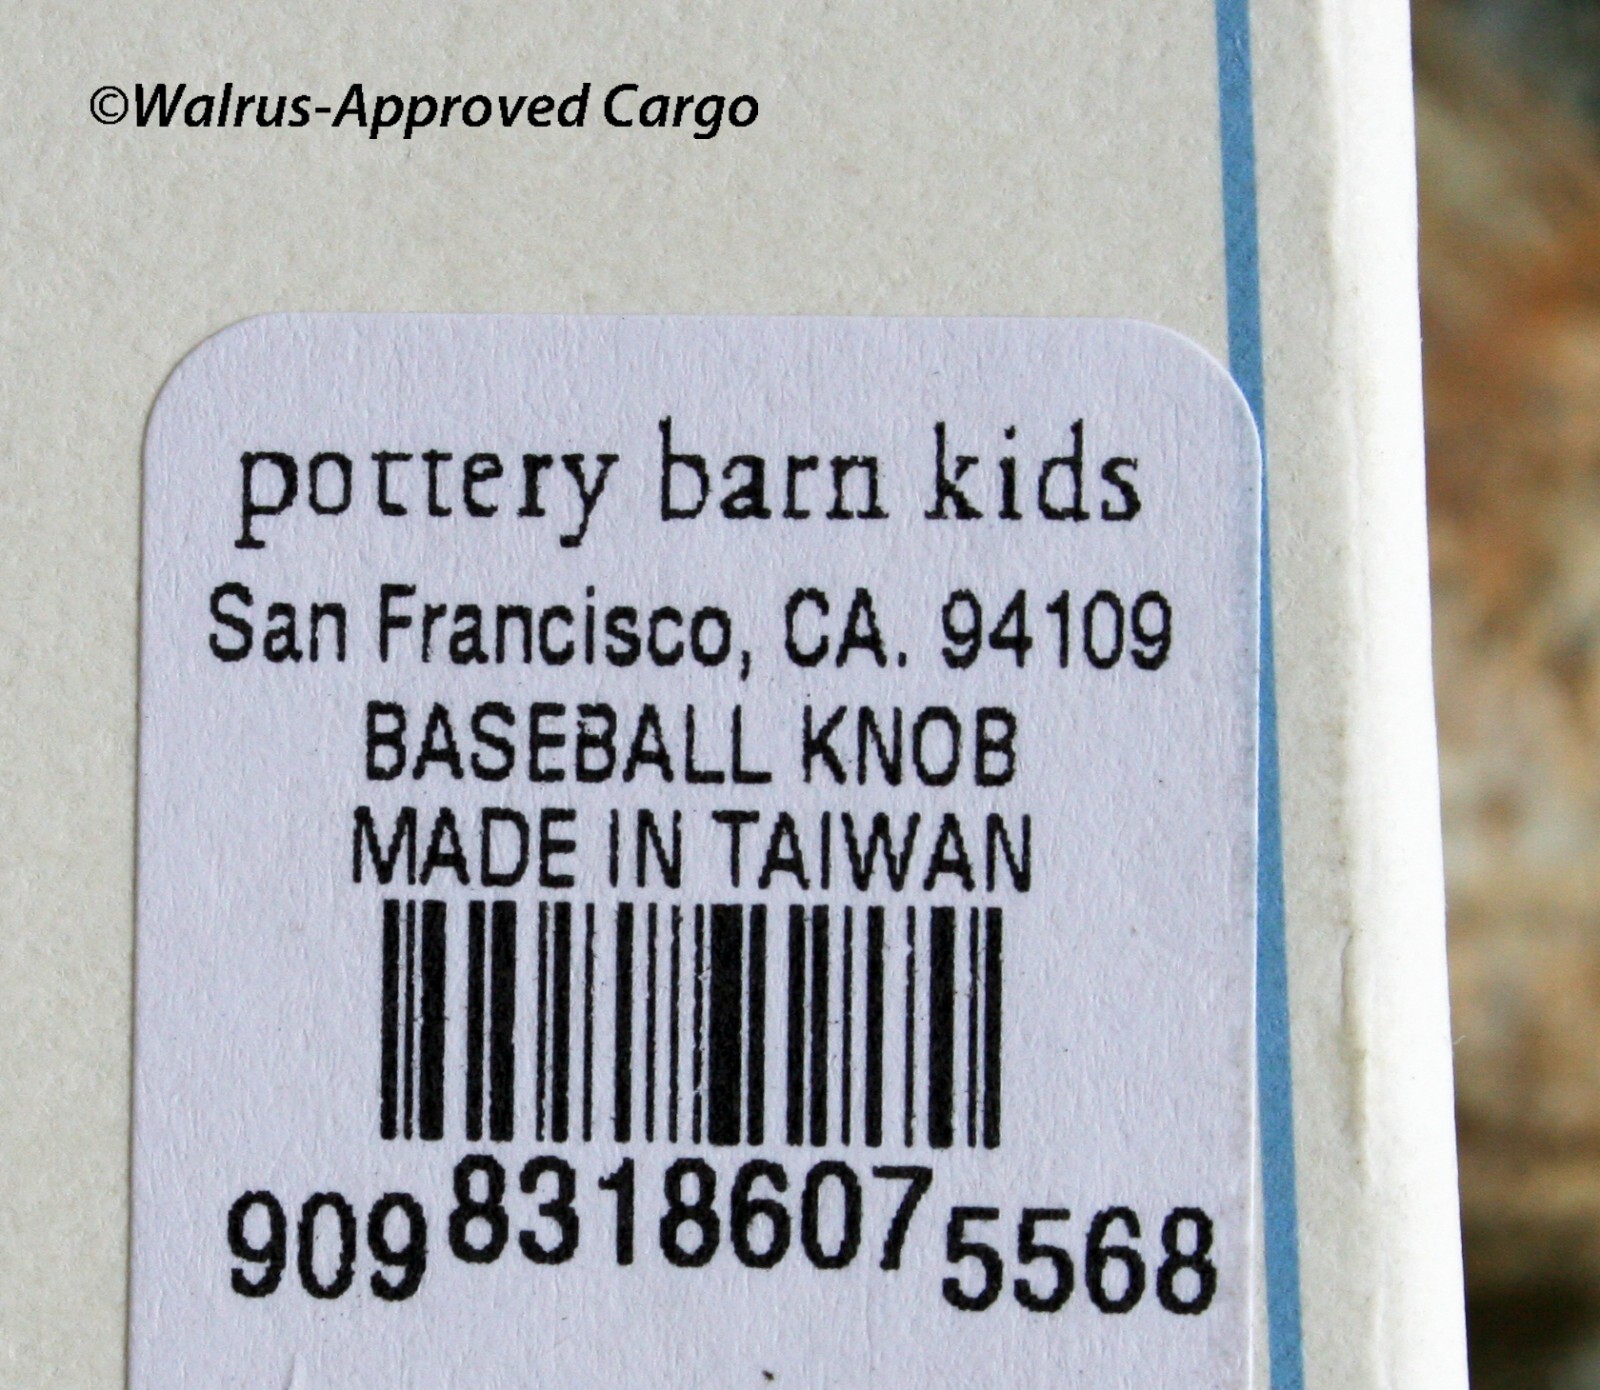 ©Walrus-Approved Cargo
pottery barn kids
San Francisco, CA. 94109
BASEBALL KNOB
MADE IN TAIWAN
909 8318607 5568